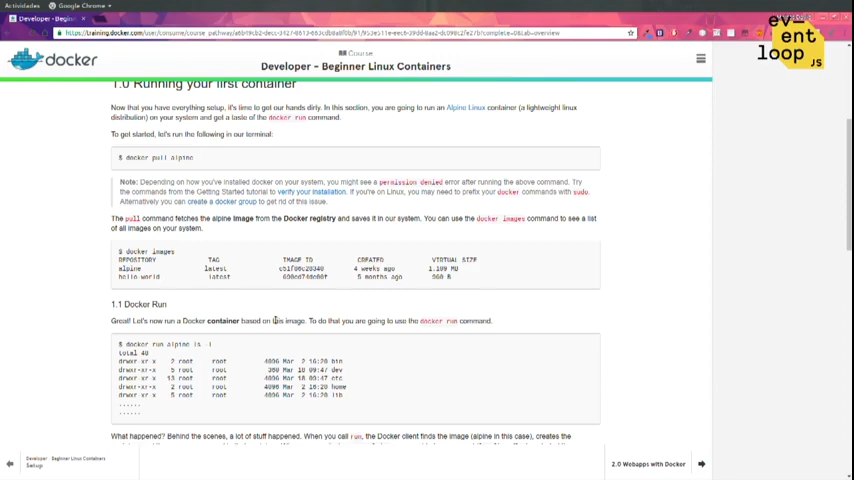 Actividades
Google Chrome
Developer - Beginn
https://training.docker.com/
event
loop JS
docker
Course
Developer - Beginner Linux Containers
1.0 Running your first container
Now that you have everything setup, it's time to get our hands dirty. In this section, you are going to run an Alpine Linux container (a lightweight linux
distribution) on your system and get a taste of the docker run command.
To get started, let's run the following in our terminal:
$ docker pull alpine
Note: Depending on how you've installed docker on your system, you might see a permission denied error after running the above command. Try
the commands from the Getting Started tutorial to verify your installation. If you're on Linux, you may need to prefix your docker commands with sudo.
Alternatively you can create a docker group to get rid of this issue.
The pull command fetches the alpine image from the Docker registry and saves it in our system. You can use the docker images command to see a list
of all images on your system.
$ docker images
REPOSITORY TAG IMAGE ID CREATED VIRTUAL SIZE
alpine latest c51f86c28340 4 weeks ago 1.109 MB
hello-world latest 690ed74de00f 5 months ago 960 B
1.1 Docker Run
Great! Let's now run a Docker container based on this image. To do that you are going to use the docker run command.
$ docker run alpine ls -l
total 48
drwxr-xr-x 2 root root 4096 Mar 2 16:20 bin
drwxr-xr-x 5 root root 360 Mar 18 09:47 dev
drwxr-xr-x 13 root root 4096 Mar 18 09:47 etc
drwxr-xr-x 2 root root 4096 Mar 2 16:20 home
drwxr-xr-x 5 root root 4096 Mar 2 16:20 lib
......
......
What happened? Behind the scenes, a lot of stuff happened. When you call run, the Docker client finds the image (alpine in this case), creates the
Developer - Beginner Linux Containers
Setup
2.0 Webapps with Docker